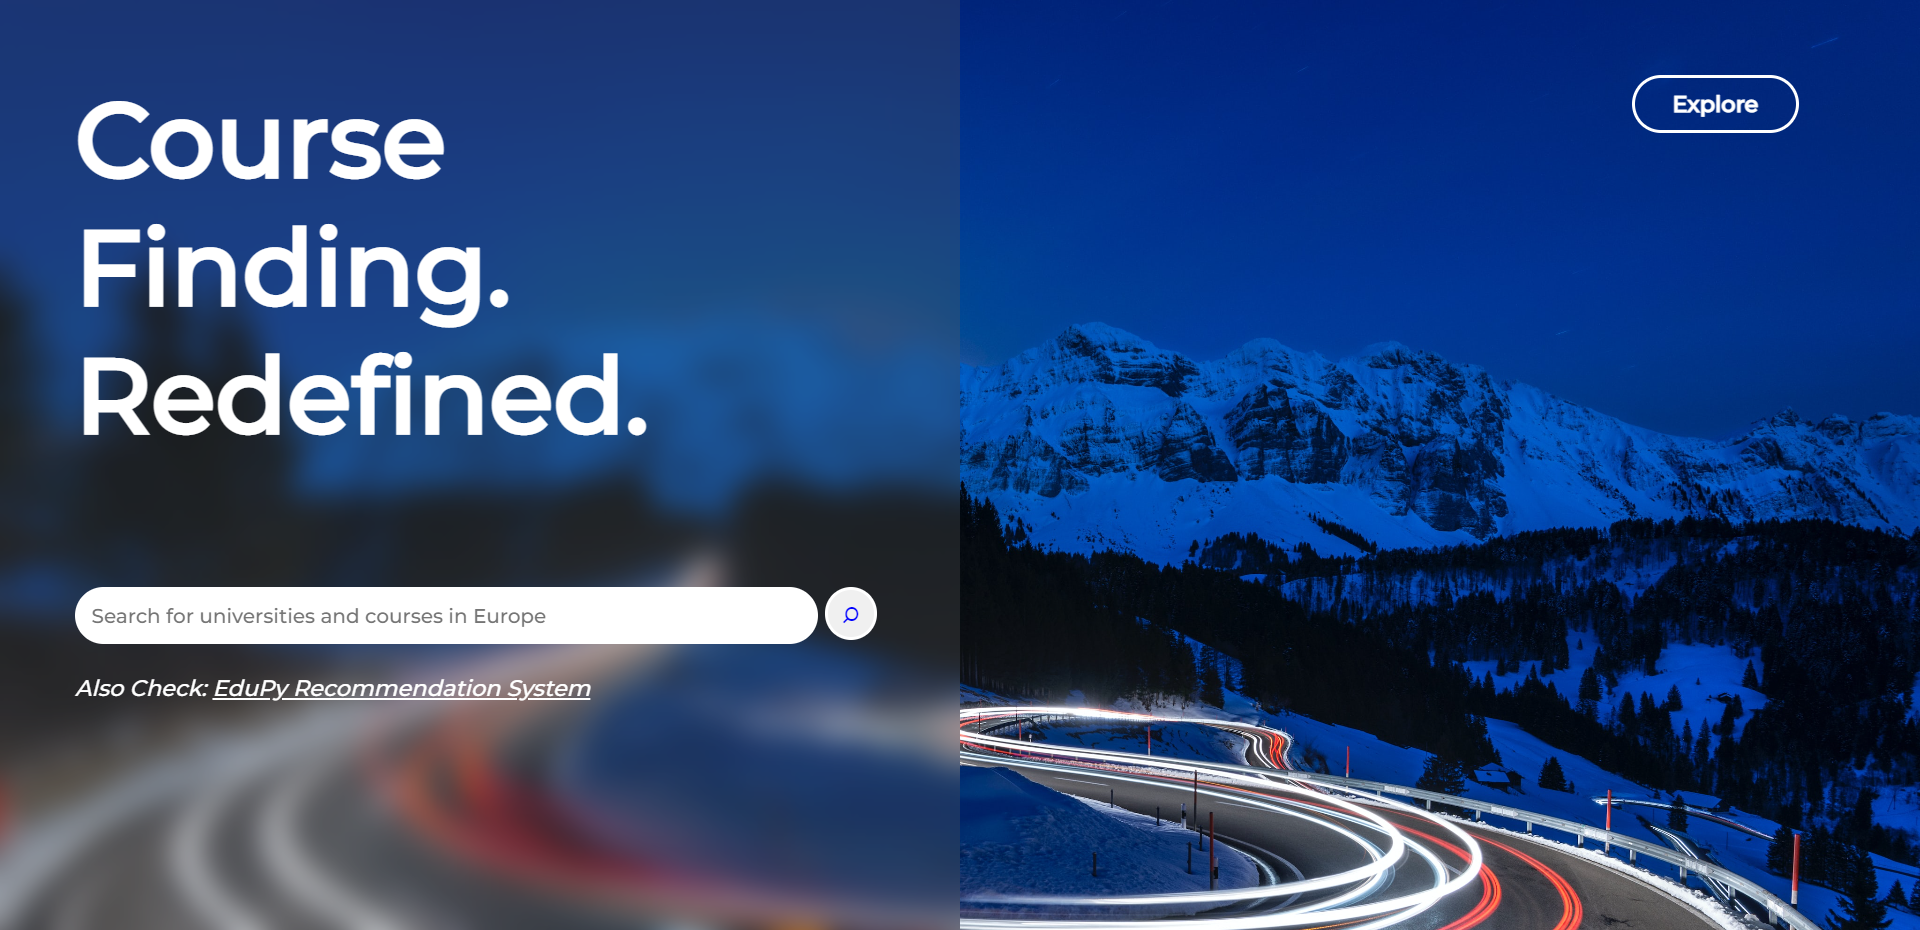 Course
Finding.
Redefined.
Explore
Search for universities and courses in Europe
Also Check: EduPy Recommendation System